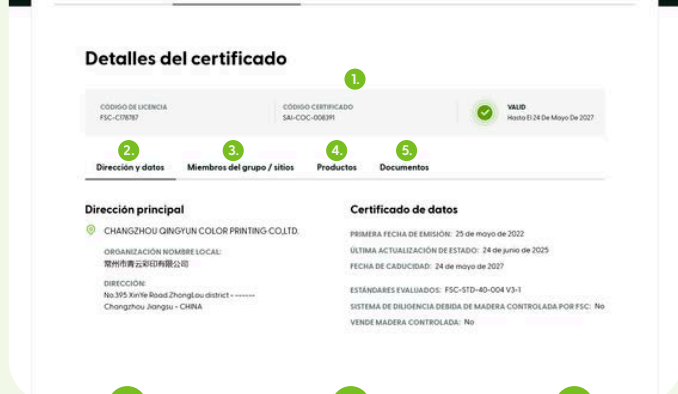 Detalles del certificado
1.
CÓDIGO DE LICENCIA
FSC-C178787
CÓDIGO CERTIFICADO
SAI-COC-008391
VALID
Hasta El 24 De Mayo De 2027
2.
3.
4.
5.
Dirección y datos
Miembros del grupo / sitios
Productos
Documentos
Dirección principal
CHANGZHOU QINGYUN COLOR PRINTING CO.,LTD.
ORGANIZACIÓN NOMBRE LOCAL:
常州市青云彩印有限公司
DIRECCIÓN:
No.395 XinYe Road ZhongLou district - ------
Changzhou Jiangsu - CHINA
Certificado de datos
PRIMERA FECHA DE EMISIÓN: 25 de mayo de 2022
ÚLTIMA ACTUALIZACIÓN DE ESTADO: 24 de junio de 2025
FECHA DE CADUCIDAD: 24 de mayo de 2027
ESTÁNDARES EVALUADOS: FSC-STD-40-004 V3-1
SISTEMA DE DILIGENCIA DEBIDA DE MADERA CONTROLADA POR FSC: No
VENDE MADERA CONTROLADA: No